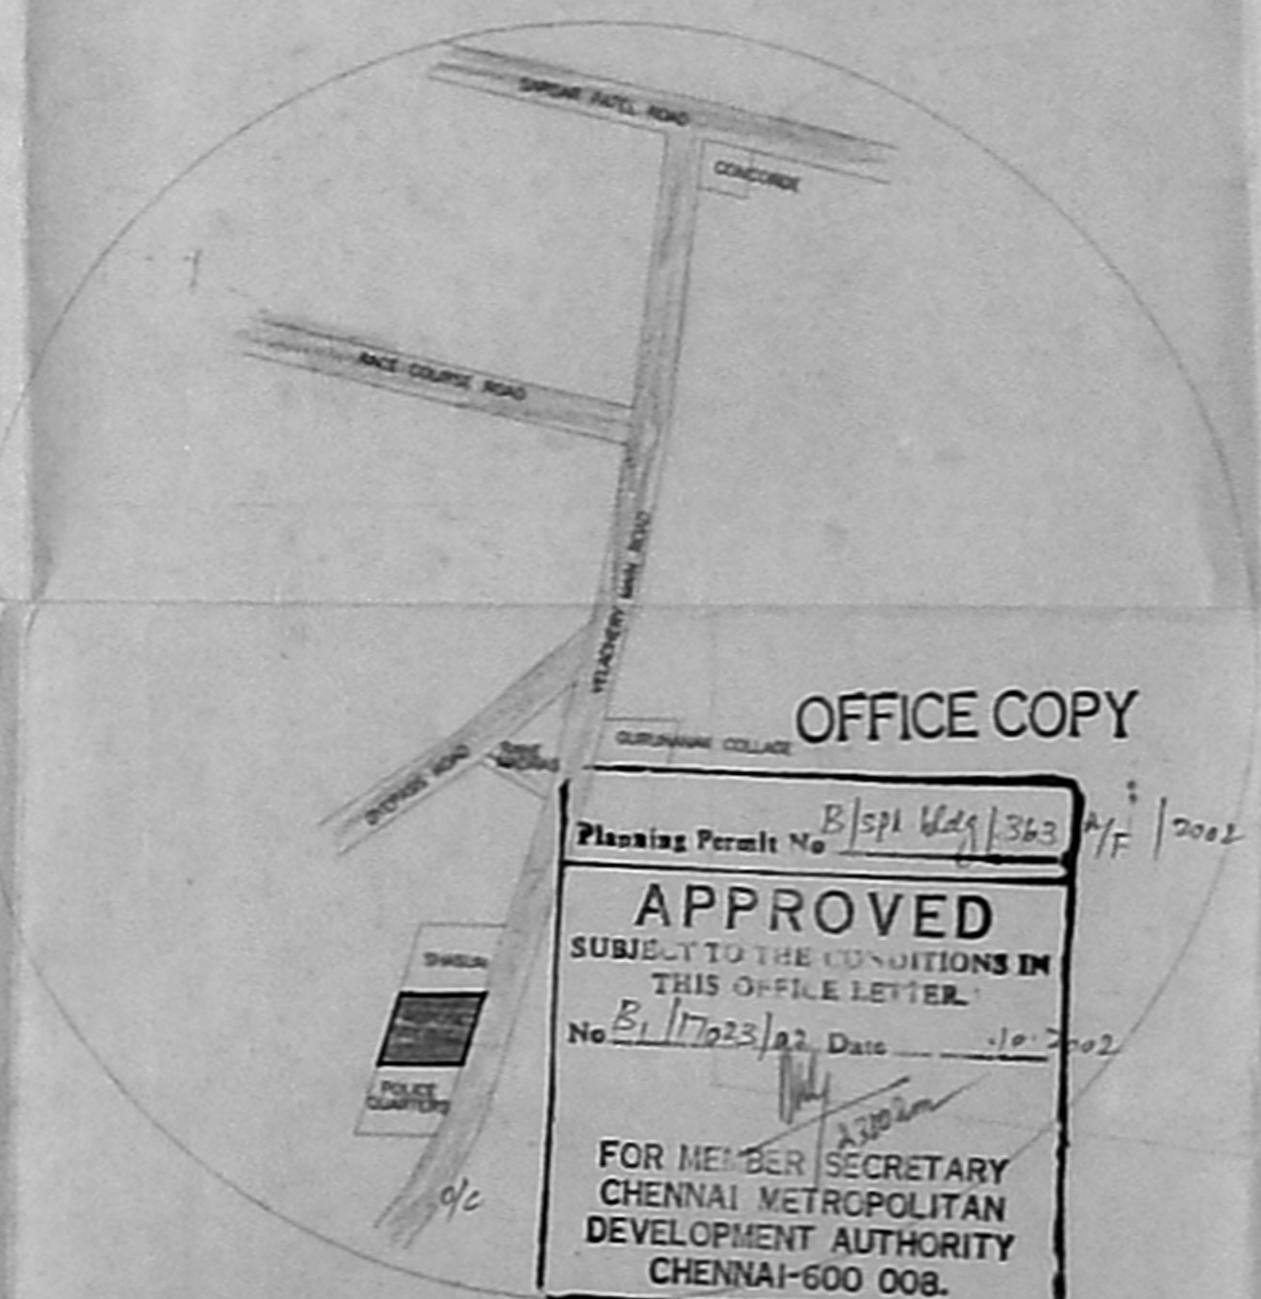 SARDAR PATEL ROAD
CONCORDE
RACE COURSE ROAD
VELACHERY MAIN ROAD
GURUNANAK COLLAGE
ROAD
POLICE
QUARTERS
O/C
OFFICE COPY
Planning Permit No B/spl bldg/363 A/F/2002
APPROVED
SUBJECT TO THE CONDITIONS IN
THIS OFFICE LETTER
No B1/17023/02 Date .10.2002
FOR MEMBER SECRETARY
CHENNAI METROPOLITAN
DEVELOPMENT AUTHORITY
CHENNAI-600 008.